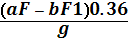 (aF – bF1)0.36
g